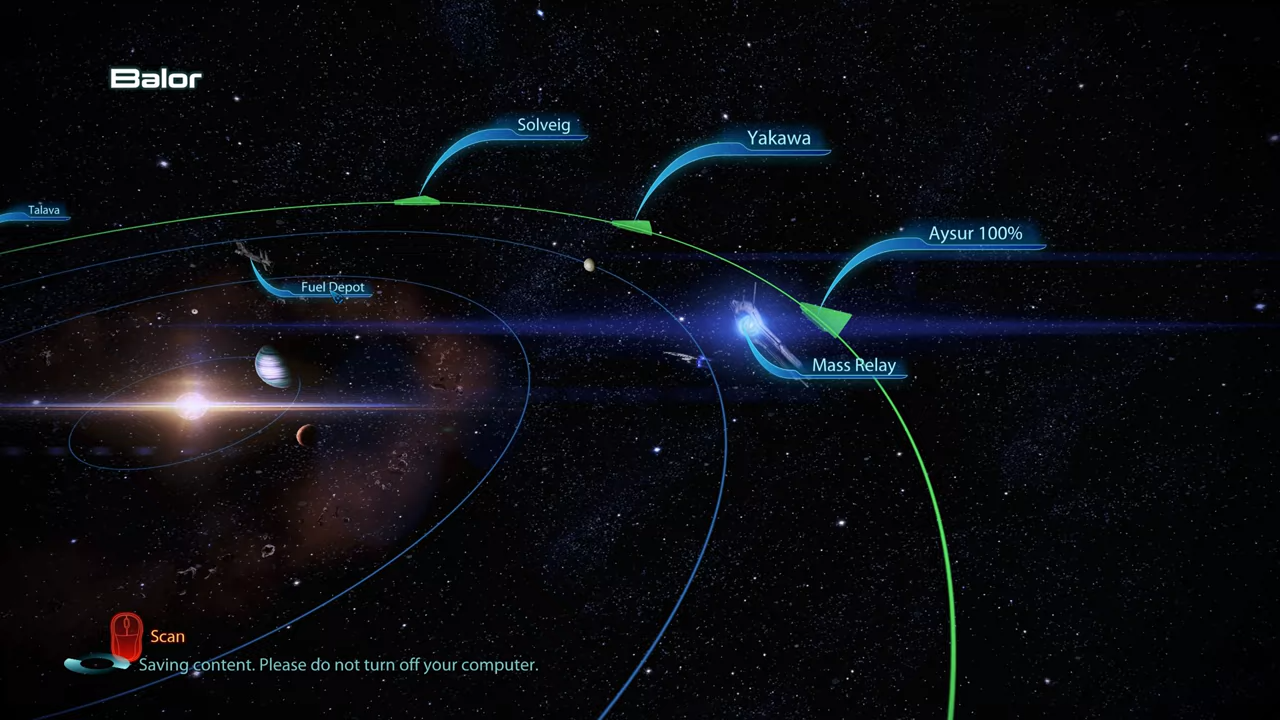 Balor
Solveig
Yakawa
Talava
Aysur 100%
Fuel Depot
Mass Relay
Scan
Saving content. Please do not turn off your computer.